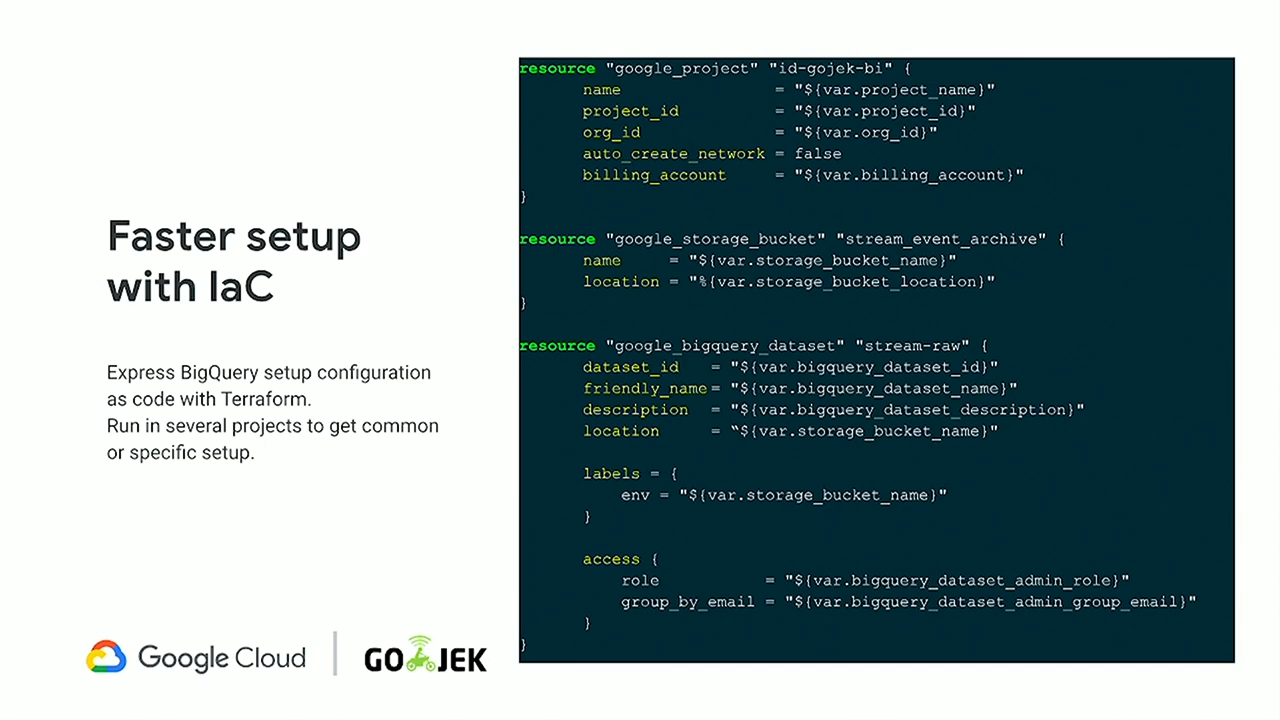 Faster setup
with IaC
Express BigQuery setup configuration
as code with Terraform.
Run in several projects to get common
or specific setup.
Google Cloud
GO JEK
resource "google_project" "id-gojek-bi" {
name = "${var.project_name}"
project_id = "${var.project_id}"
org_id = "${var.org_id}"
auto_create_network = false
billing_account = "${var.billing_account}"
}
resource "google_storage_bucket" "stream_event_archive" {
name = "${var.storage_bucket_name}"
location = "%{var.storage_bucket_location}"
}
resource "google_bigquery_dataset" "stream-raw" {
dataset_id = "${var.bigquery_dataset_id}"
friendly_name = "${var.bigquery_dataset_name}"
description = "${var.bigquery_dataset_description}"
location = “${var.storage_bucket_name}"
labels = {
env = "${var.storage_bucket_name}"
}
access {
role = "${var.bigquery_dataset_admin_role}"
group_by_email = "${var.bigquery_dataset_admin_group_email}"
}
}